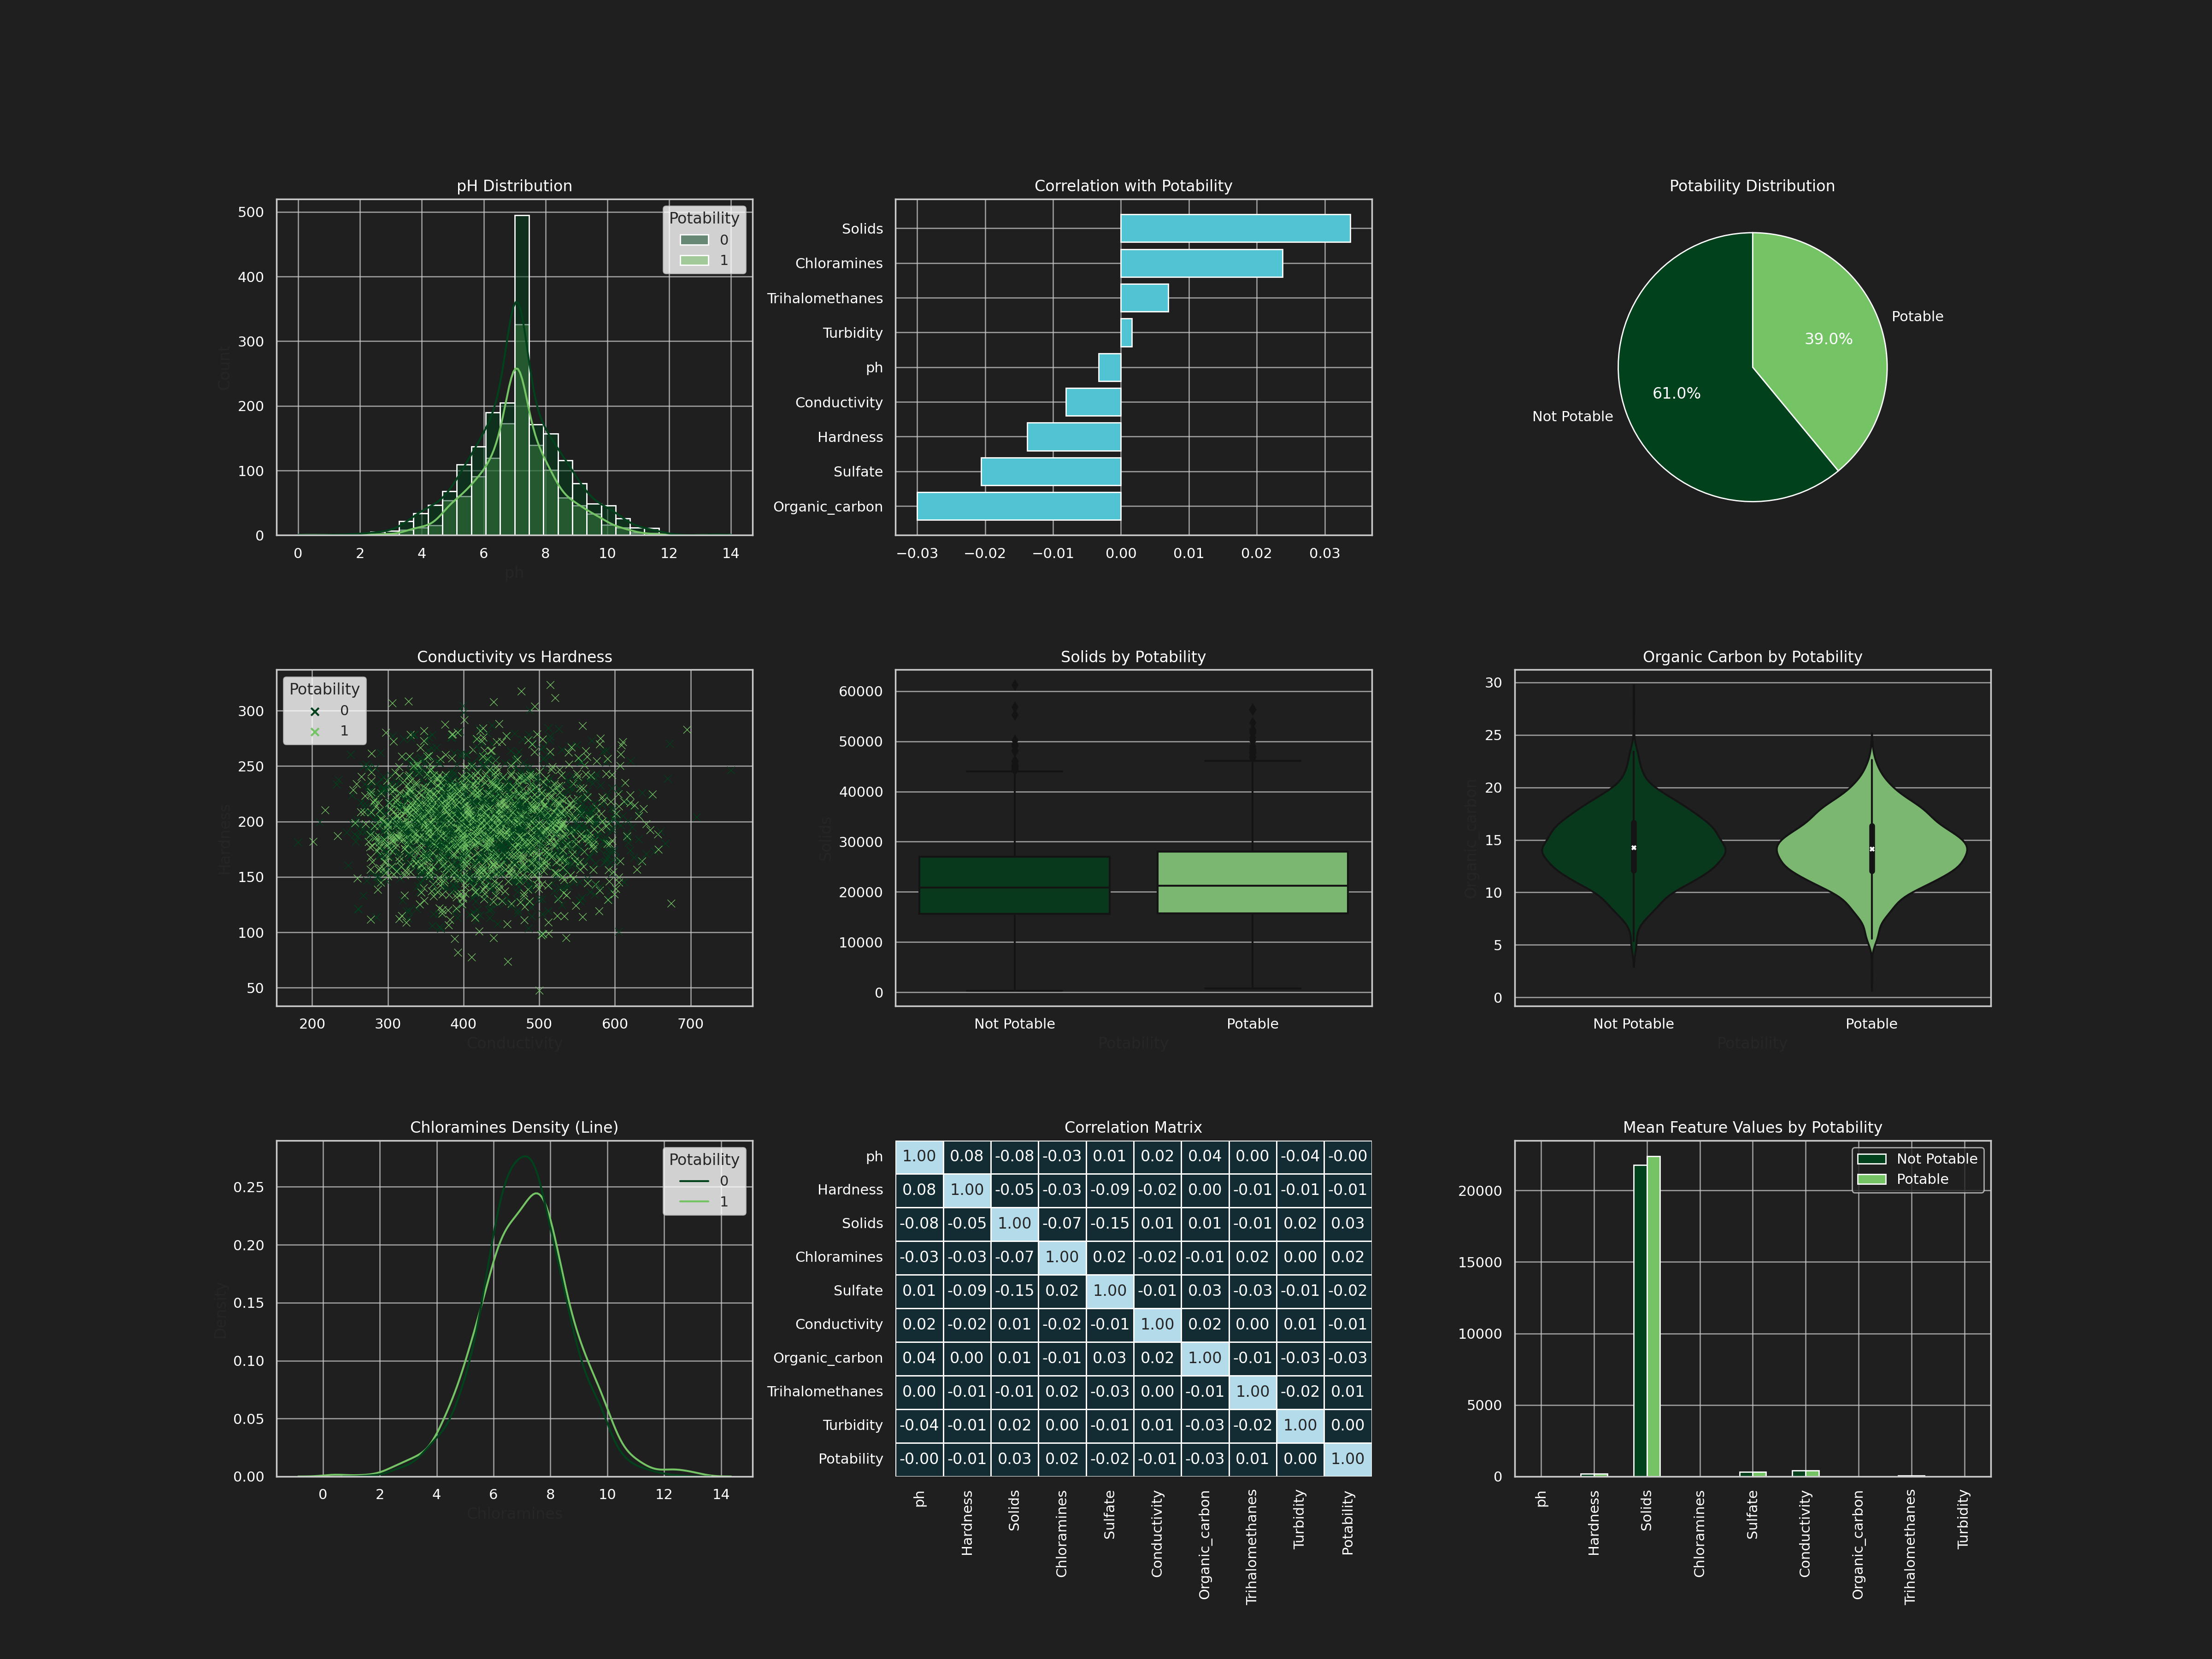 pH Distribution
500
400
300
200
100
0
Count
0 2 4 6 8 10 12 14
ph
Potability
0
1
Correlation with Potability
Solids
Chloramines
Trihalomethanes
Turbidity
ph
Conductivity
Hardness
Sulfate
Organic_carbon
−0.03 −0.02 −0.01 0.00 0.01 0.02 0.03
Potability Distribution
Potable
39.0%
61.0%
Not Potable
Conductivity vs Hardness
Potability
0
1
300
250
200
150
100
50
Hardness
200 300 400 500 600 700
Conductivity
Solids by Potability
60000
50000
40000
30000
20000
10000
0
Solids
Not Potable Potable
Potability
Organic Carbon by Potability
30
25
20
15
10
5
0
Organic_carbon
Not Potable Potable
Potability
Chloramines Density (Line)
Potability
0
1
0.25
0.20
0.15
0.10
0.05
0.00
Density
0 2 4 6 8 10 12 14
Chloramines
Correlation Matrix
ph 1.00 0.08 -0.08 -0.03 0.01 0.02 0.04 0.00 -0.04 -0.00
Hardness 0.08 1.00 -0.05 -0.03 -0.09 -0.02 0.00 -0.01 -0.01 -0.01
Solids -0.08 -0.05 1.00 -0.07 -0.15 0.01 0.01 -0.01 0.02 0.03
Chloramines -0.03 -0.03 -0.07 1.00 0.02 -0.02 -0.01 0.02 0.00 0.02
Sulfate 0.01 -0.09 -0.15 0.02 1.00 -0.01 0.03 -0.03 -0.01 -0.02
Conductivity 0.02 -0.02 0.01 -0.02 -0.01 1.00 0.02 0.00 0.01 -0.01
Organic_carbon 0.04 0.00 0.01 -0.01 0.03 0.02 1.00 -0.01 -0.03 -0.03
Trihalomethanes 0.00 -0.01 -0.01 0.02 -0.03 0.00 -0.01 1.00 -0.02 0.01
Turbidity -0.04 -0.01 0.02 0.00 -0.01 0.01 -0.03 -0.02 1.00 0.00
Potability -0.00 -0.01 0.03 0.02 -0.02 -0.01 -0.03 0.01 0.00 1.00
ph
Hardness
Solids
Chloramines
Sulfate
Conductivity
Organic_carbon
Trihalomethanes
Turbidity
Potability
Mean Feature Values by Potability
Not Potable
Potable
20000
15000
10000
5000
0
ph
Hardness
Solids
Chloramines
Sulfate
Conductivity
Organic_carbon
Trihalomethanes
Turbidity